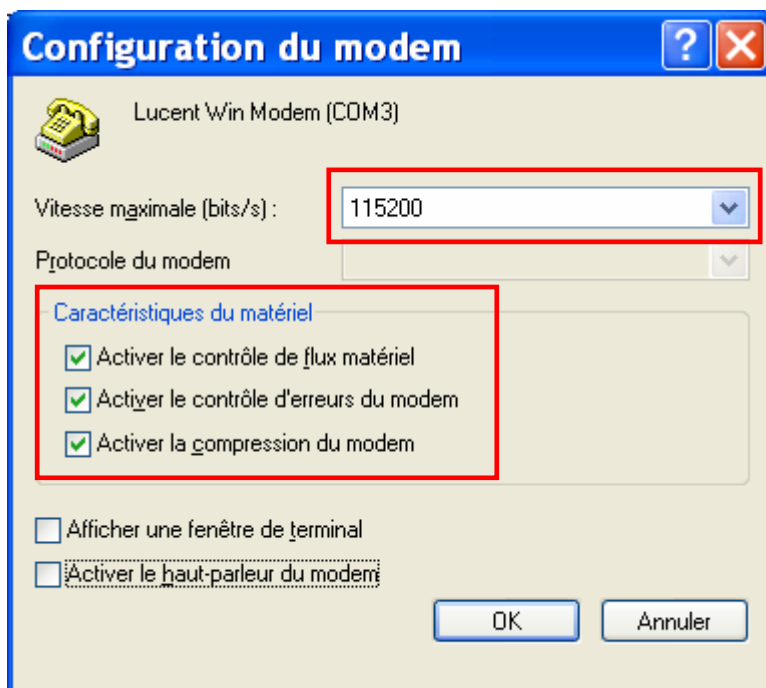 Configuration du modem
Lucent Win Modem (COM3)
Vitesse maximale (bits/s) : 115200
Protocole du modem
Caractéristiques du matériel
Activer le contrôle de flux matériel
Activer le contrôle d'erreurs du modem
Activer la compression du modem
Afficher une fenêtre de terminal
Activer le haut-parleur du modem
OK Annuler